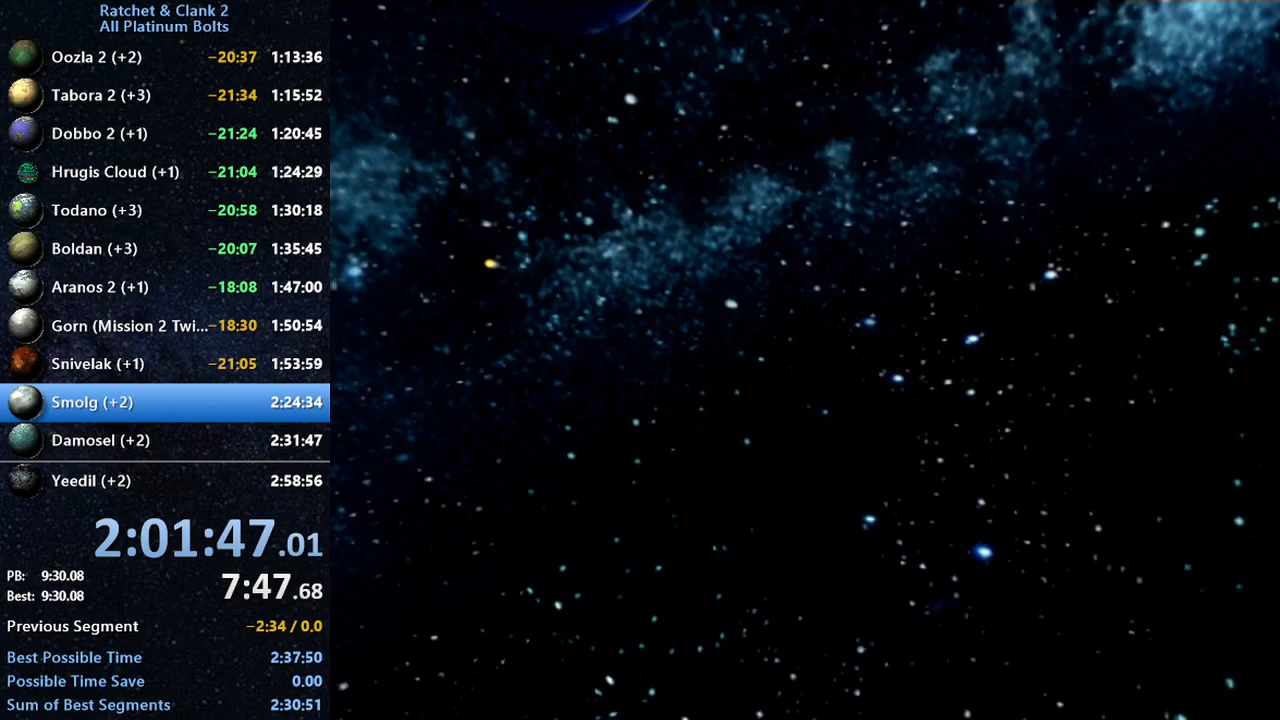 Ratchet & Clank 2
All Platinum Bolts
Oozla 2 (+2) −20:37 1:13:36
Tabora 2 (+3) −21:34 1:15:52
Dobbo 2 (+1) −21:24 1:20:45
Hrugis Cloud (+1) −21:04 1:24:29
Todano (+3) −20:58 1:30:18
Boldan (+3) −20:07 1:35:45
Aranos 2 (+1) −18:08 1:47:00
Gorn (Mission 2 Twi... −18:30 1:50:54
Snivelak (+1) −21:05 1:53:59
Smolg (+2) 2:24:34
Damosel (+2) 2:31:47
Yeedil (+2) 2:58:56
2:01:47.01
PB: 9:30.08 7:47.68
Best: 9:30.08
Previous Segment −2:34 / 0.0
Best Possible Time 2:37:50
Possible Time Save 0.00
Sum of Best Segments 2:30:51